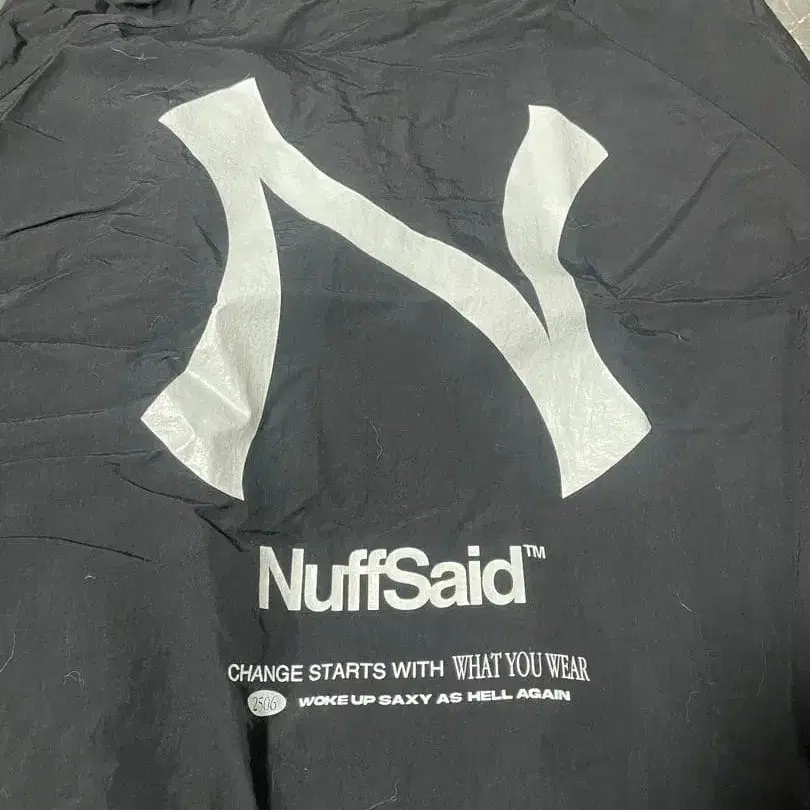 N
NuffSaid™
CHANGE STARTS WITH WHAT YOU WEAR
2506 WOKE UP SAXY AS HELL AGAIN